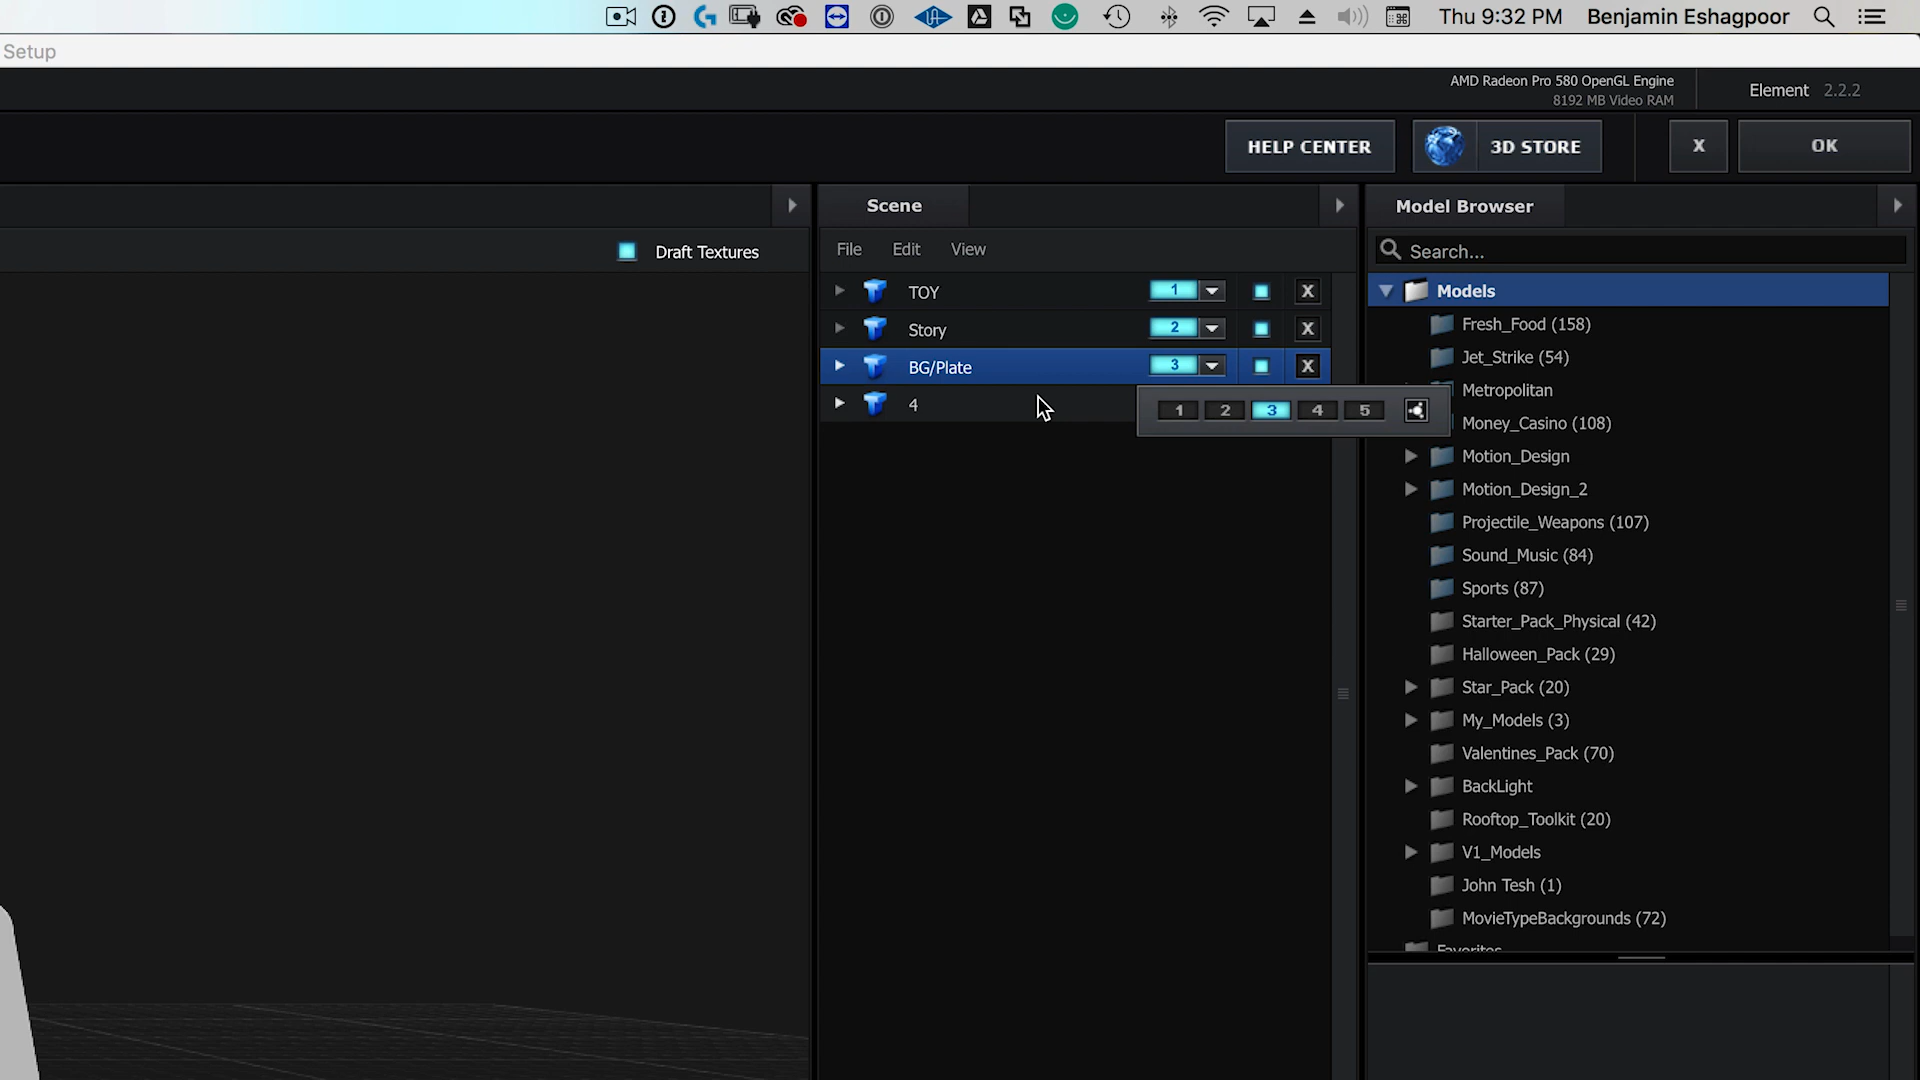 Thu 9:32 PM Benjamin Eshagpoor
Setup
AMD Radeon Pro 580 OpenGL Engine
8192 MB Video RAM
Element 2.2.2
HELP CENTER
3D STORE
X
OK
Scene
Model Browser
Draft Textures
File Edit View
Search...
TOY 1 X
Story 2 X
BG/Plate 3 X
4
1 2 3 4 5
Models
Fresh_Food (158)
Jet_Strike (54)
Metropolitan
Money_Casino (108)
Motion_Design
Motion_Design_2
Projectile_Weapons (107)
Sound_Music (84)
Sports (87)
Starter_Pack_Physical (42)
Halloween_Pack (29)
Star_Pack (20)
My_Models (3)
Valentines_Pack (70)
BackLight
Rooftop_Toolkit (20)
V1_Models
John Tesh (1)
MovieTypeBackgrounds (72)
Favorites